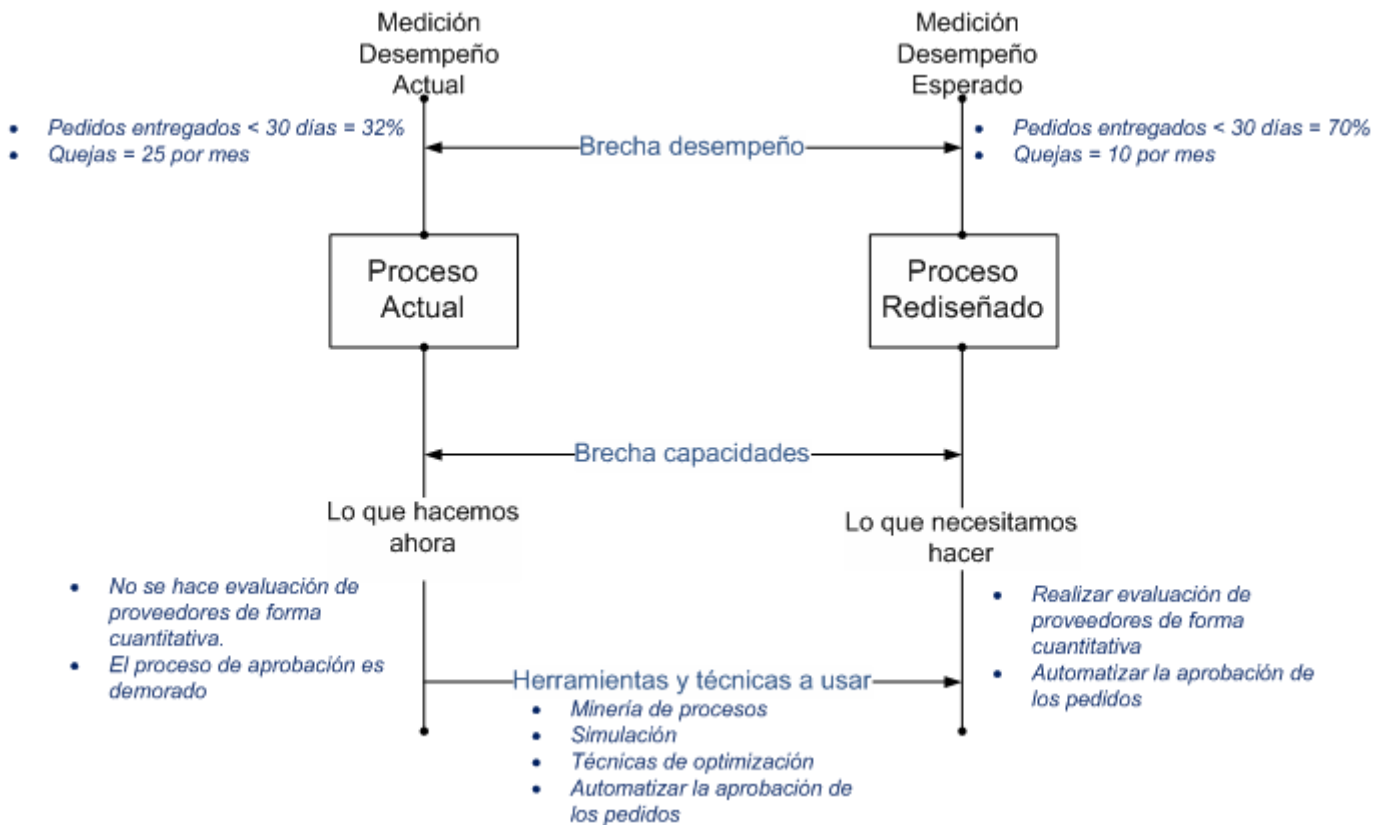 Medición
Desempeño
Actual
Medición
Desempeño
Esperado
• Pedidos entregados < 30 días = 32%
• Quejas = 25 por mes
Brecha desempeño
• Pedidos entregados < 30 días = 70%
• Quejas = 10 por mes
Proceso
Actual
Proceso
Rediseñado
Brecha capacidades
Lo que hacemos
ahora
Lo que necesitamos
hacer
• No se hace evaluación de
proveedores de forma
cuantitativa.
• El proceso de aprobación es
demorado
• Realizar evaluación de
proveedores de forma
cuantitativa
• Automatizar la aprobación de
los pedidos
Herramientas y técnicas a usar
• Minería de procesos
• Simulación
• Técnicas de optimización
• Automatizar la aprobación de
los pedidos